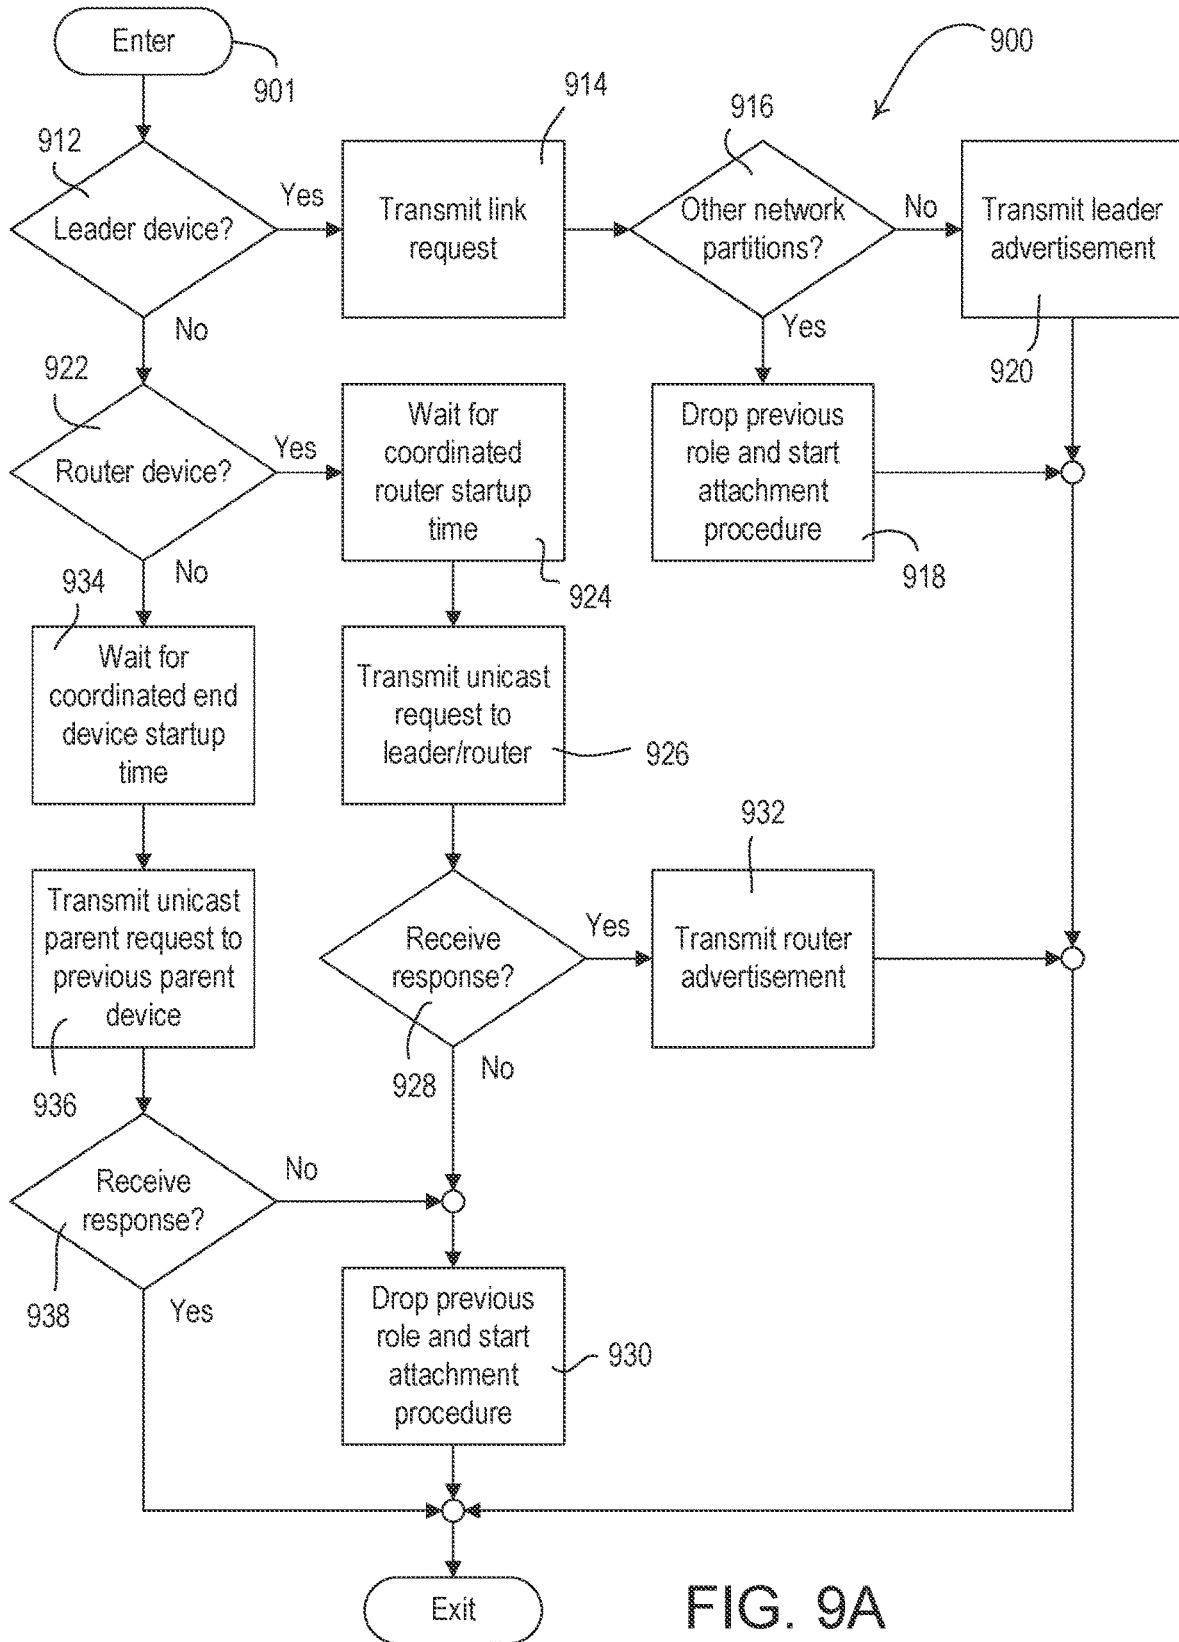 Enter
901
900
914
916
912
Leader device?
Yes
Transmit link
request
Other network
partitions?
No
Transmit leader
advertisement
920
No
Yes
922
Router device?
Yes
Wait for
coordinated
router startup
time
924
Drop previous
role and start
attachment
procedure
918
No
934
Wait for
coordinated end
device startup
time
Transmit unicast
request to
leader/router
926
932
Transmit unicast
parent request to
previous parent
device
936
Receive
response?
928
Yes
Transmit router
advertisement
No
Receive
response?
938
No
Yes
Drop previous
role and start
attachment
procedure
930
Exit
FIG. 9A